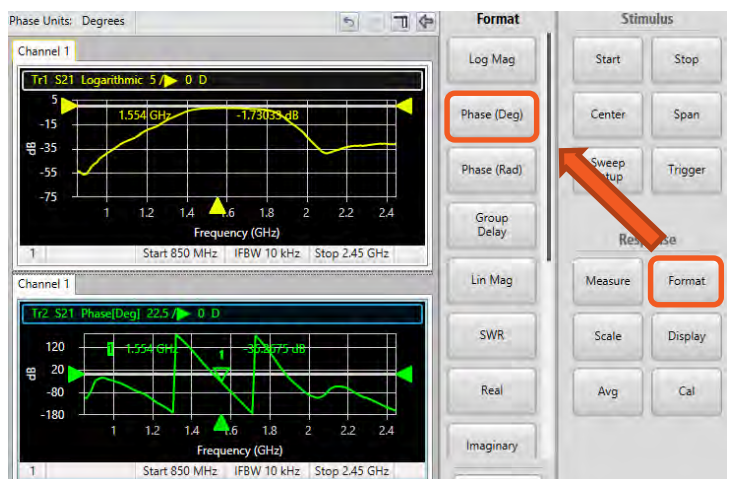 Phase Units: Degrees
Channel 1
Tr1 S21 Logarithmic 5 / 0 D
5
-15
-35
-55
-75
dB
1.554 GHz
-1.73033 dB
1
1.2
1.4
1.6
1.8
2
2.2
2.4
Frequency (GHz)
1
Start 850 MHz
IFBW 10 kHz
Stop 2.45 GHz
Channel 1
Tr2 S21 Phase[Deg] 22.5 / 0 D
120
20
-80
-180
dB
1
1.554 GHz
1
1
1.2
1.4
1.6
1.8
2
2.2
2.4
Frequency (GHz)
1
Start 850 MHz
IFBW 10 kHz
Stop 2.45 GHz
Format
Log Mag
Phase (Deg)
Phase (Rad)
Group
Delay
Lin Mag
SWR
Real
Imaginary
Stimulus
Start
Stop
Center
Span
Sweep
Trigger
Measure
Format
Scale
Display
Avg
Cal